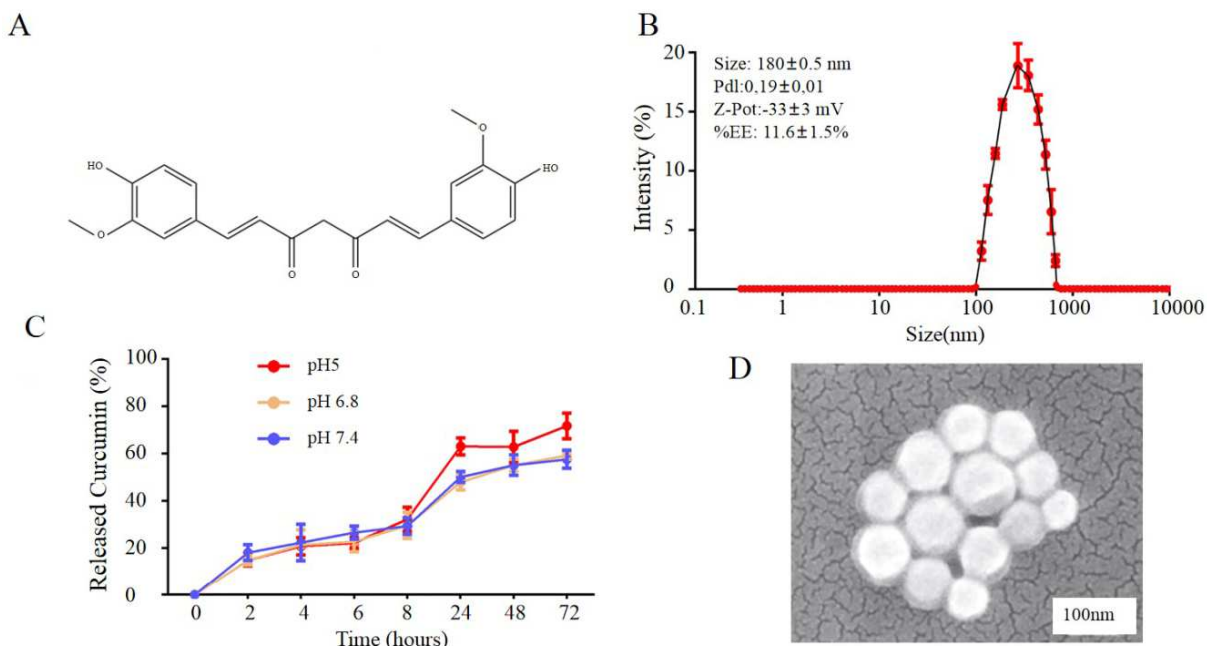 A
HO
O
O
O
O
HO
B
Size: 180±0.5 nm
Pdl:0,19±0,01
Z-Pot:-33±3 mV
%EE: 11.6±1.5%
Intensity (%)
20
15
10
5
0
0.1
1
10
100
1000
10000
Size(nm)
C
Released Curcumin (%)
100
80
60
40
20
0
pH5
pH 6.8
pH 7.4
0
2
4
6
8
24
48
72
Time (hours)
D
100nm